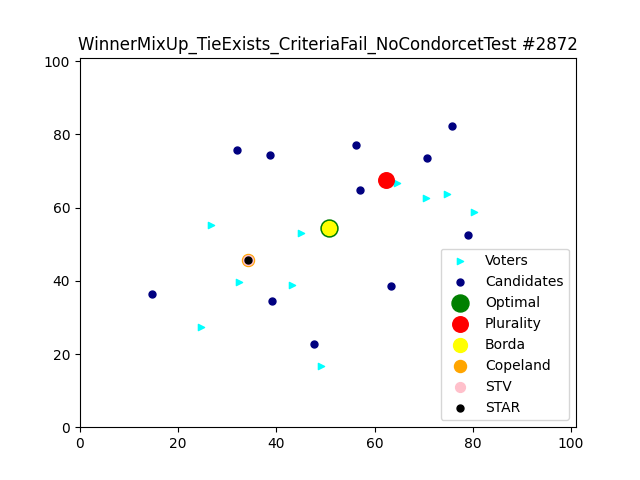 WinnerMixUp_TieExists_CriteriaFail_NoCondorcetTest #2872
100
80
60
40
20
0
0 20 40 60 80 100
Voters
Candidates
Optimal
Plurality
Borda
Copeland
STV
STAR